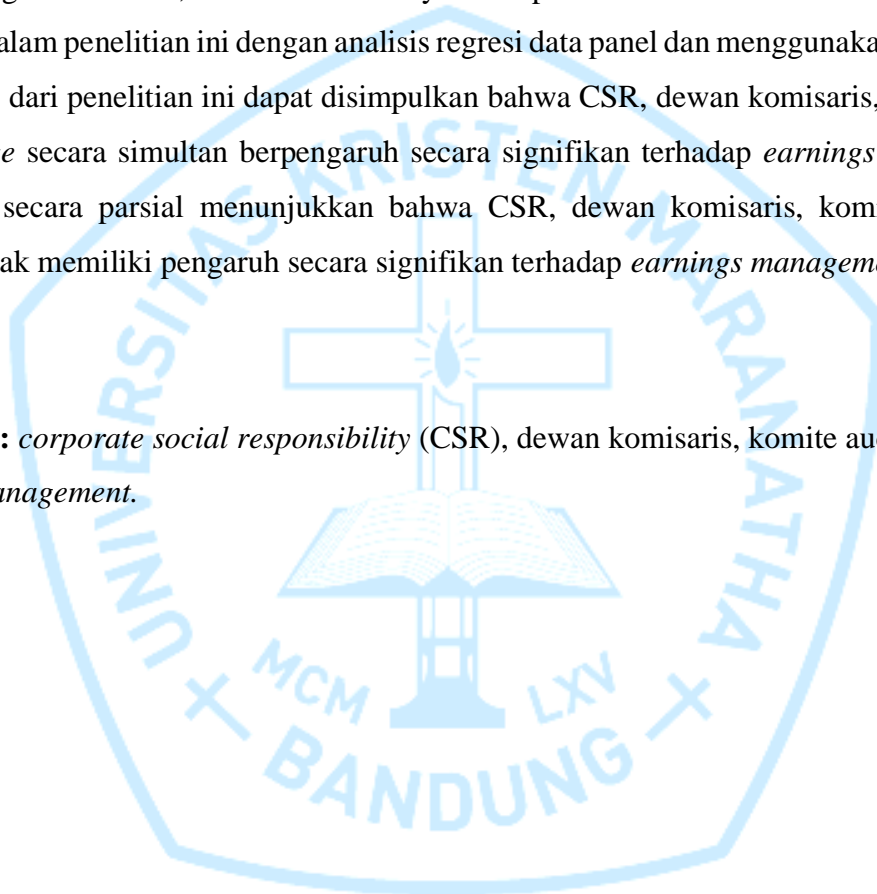 alam penelitian ini dengan analisis regresi data panel dan menggunaka
dari penelitian ini dapat disimpulkan bahwa CSR, dewan komisaris,
e secara simultan berpengaruh secara signifikan terhadap earnings
secara parsial menunjukkan bahwa CSR, dewan komisaris, kom
ak memiliki pengaruh secara signifikan terhadap earnings managem
: corporate social responsibility (CSR), dewan komisaris, komite au
nagement.
UNIVERSITAS KRISTEN MARANATHA
MCM LXV
BANDUNG